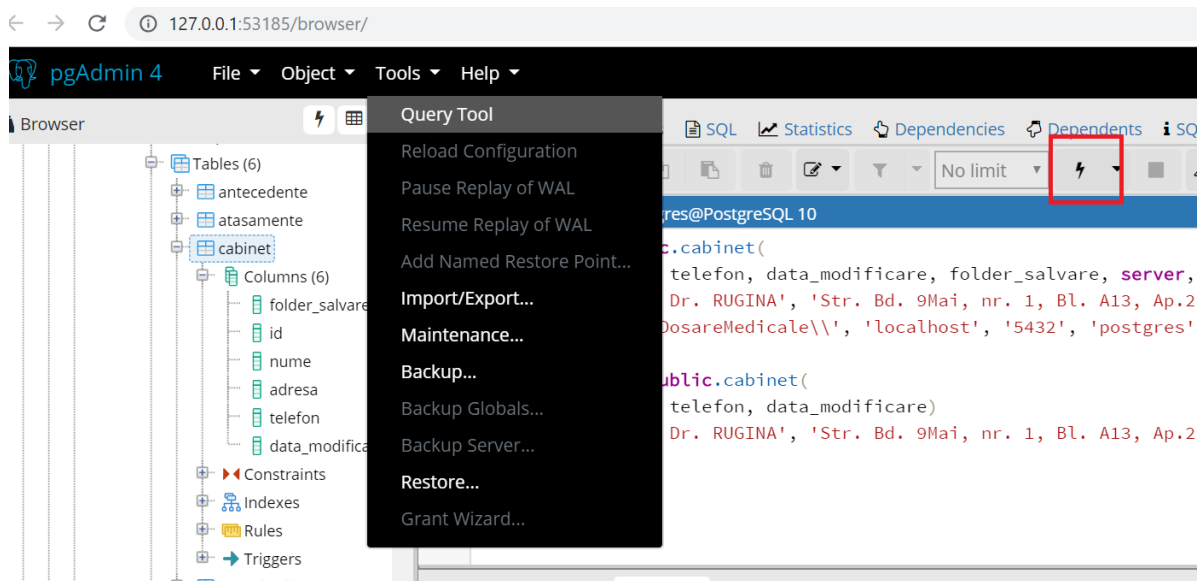 127.0.0.1:53185/browser/
pgAdmin 4 File Object Tools Help
Browser
Query Tool
Reload Configuration
Pause Replay of WAL
Resume Replay of WAL
Add Named Restore Point...
Import/Export...
Maintenance...
Backup...
Backup Globals...
Backup Server...
Restore...
Grant Wizard...
Tables (6)
antecedente
atasamente
cabinet
Columns (6)
folder_salvare
id
nume
adresa
telefon
data_modifica
Constraints
Indexes
Rules
Triggers
SQL Statistics Dependencies Dependents SQ
No limit
gres@PostgreSQL 10
c.cabinet(
telefon, data_modificare, folder_salvare, server,
Dr. RUGINA', 'Str. Bd. 9Mai, nr. 1, Bl. A13, Ap.2
DosareMedicale\\', 'localhost', '5432', 'postgres'
ublic.cabinet(
telefon, data_modificare)
Dr. RUGINA', 'Str. Bd. 9Mai, nr. 1, Bl. A13, Ap.2